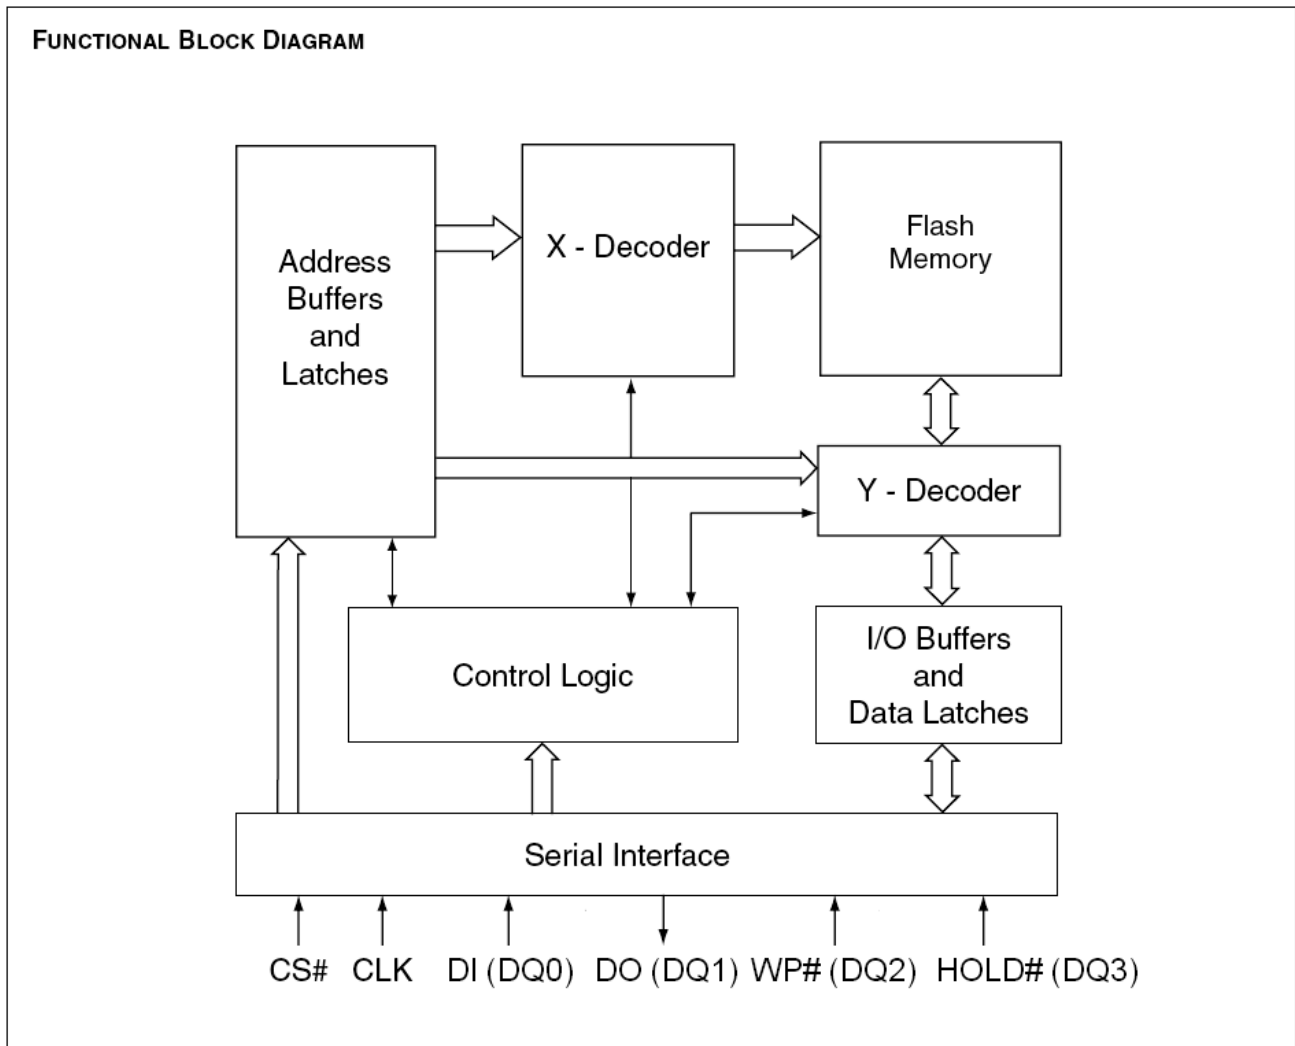 FUNCTIONAL BLOCK DIAGRAM
Address
Buffers
and
Latches
X - Decoder
Flash
Memory
Y - Decoder
Control Logic
I/O Buffers
and
Data Latches
Serial Interface
CS# CLK DI (DQ0) DO (DQ1) WP# (DQ2) HOLD# (DQ3)